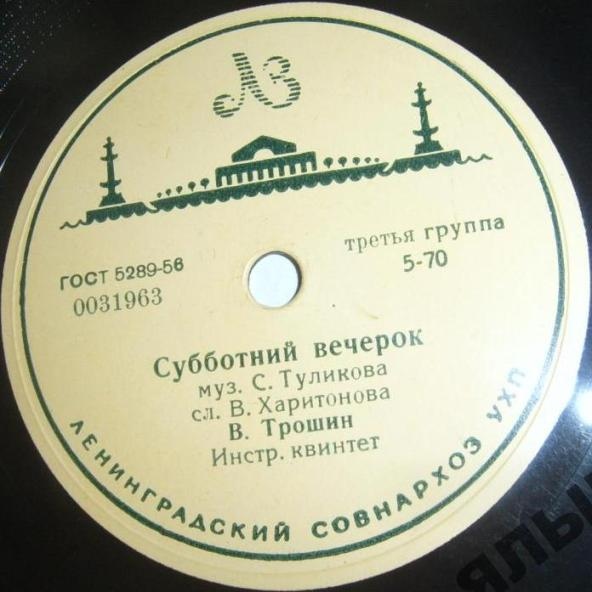 ЛЗ
ГОСТ 5289-56
0031963
третья группа
5-70
Субботний вечерок
муз. С. Туликова
сл. В. Харитонова
В. Трошин
Инстр. квинтет
ЛЕНИНГРАДСКИЙ СОВНАРХОЗ УХП